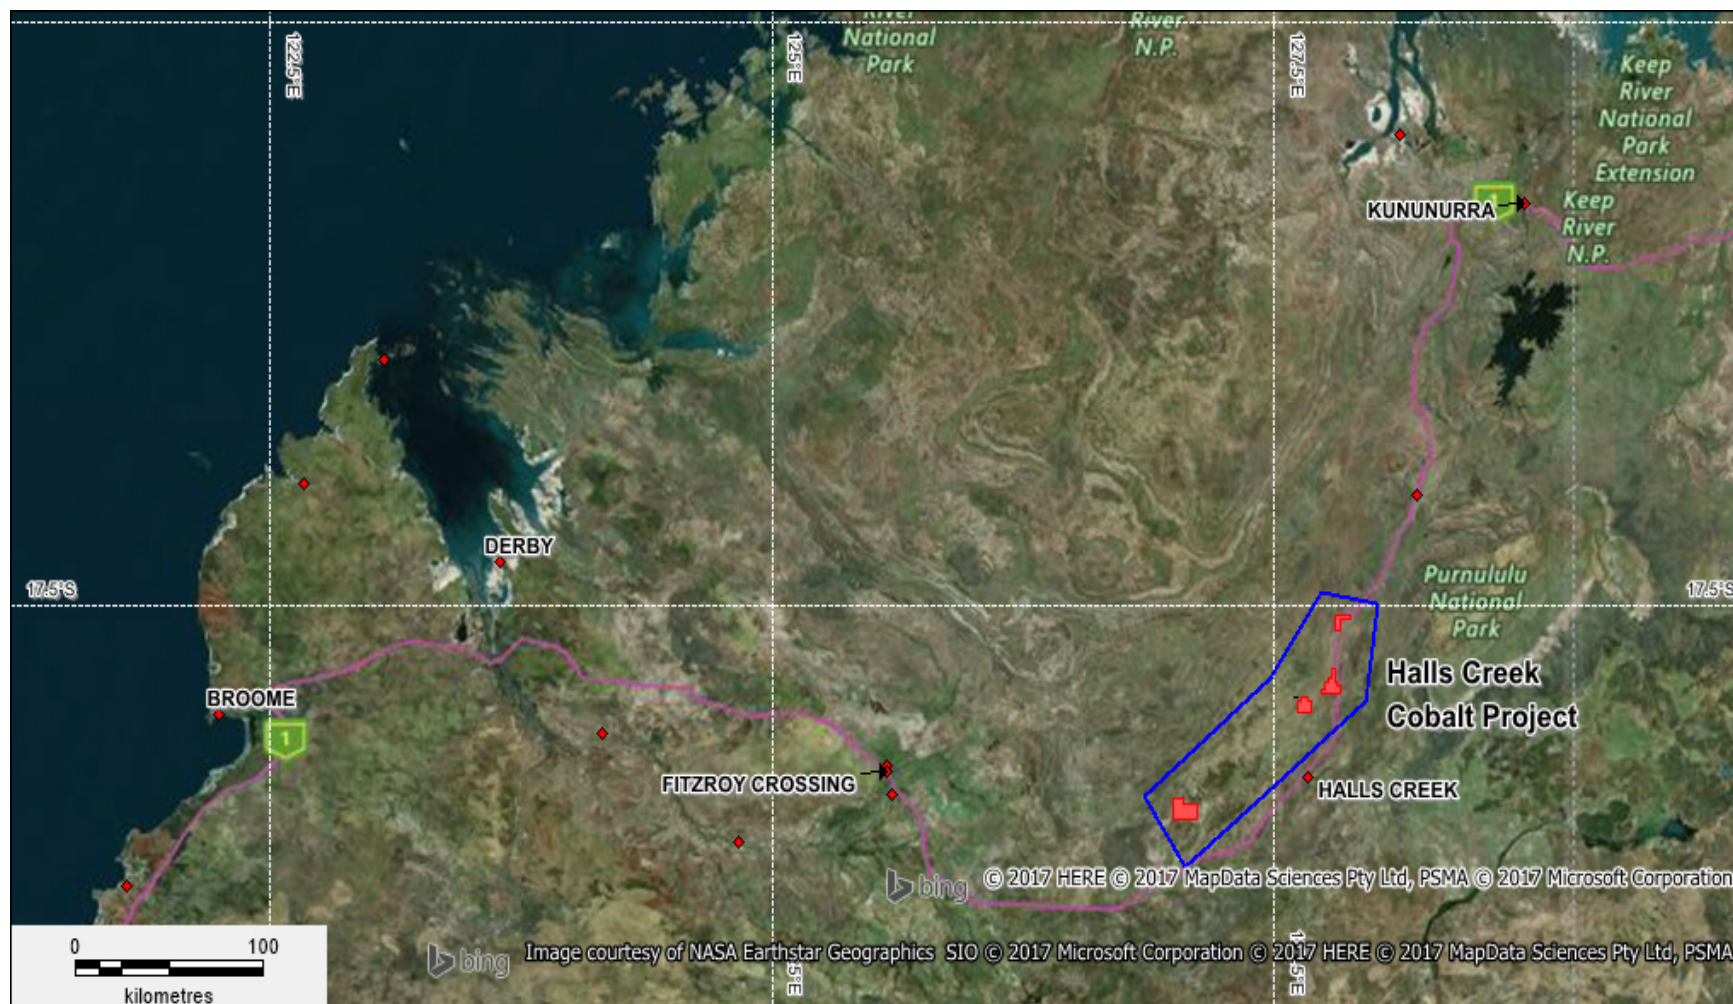 River
National
Park
River
N.P.
122.5°E
125°E
127.5°E
Keep
River
National
Park
Extension
1
KUNUNURRA
Keep
River
N.P.
DERBY
17.5°S
17.5°S
Purnululu
National
Park
BROOME
1
Halls Creek
Cobalt Project
FITZROY CROSSING
HALLS CREEK
bing
© 2017 HERE © 2017 MapData Sciences Pty Ltd, PSMA © 2017 Microsoft Corporation
0 100
kilometres
bing
Image courtesy of NASA Earthstar Geographics SIO © 2017 Microsoft Corporation © 2017 HERE © 2017 MapData Sciences Pty Ltd, PSMA